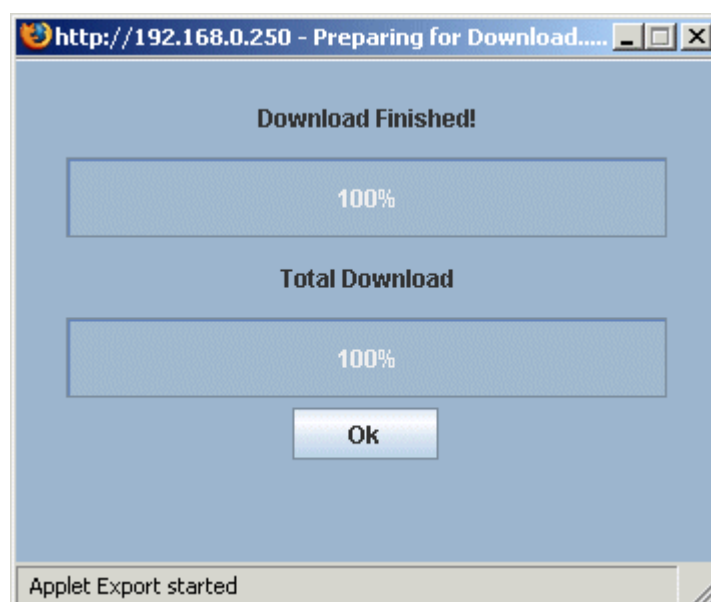 http://192.168.0.250 - Preparing for Download.....
Download Finished!
100%
Total Download
100%
Ok
Applet Export started